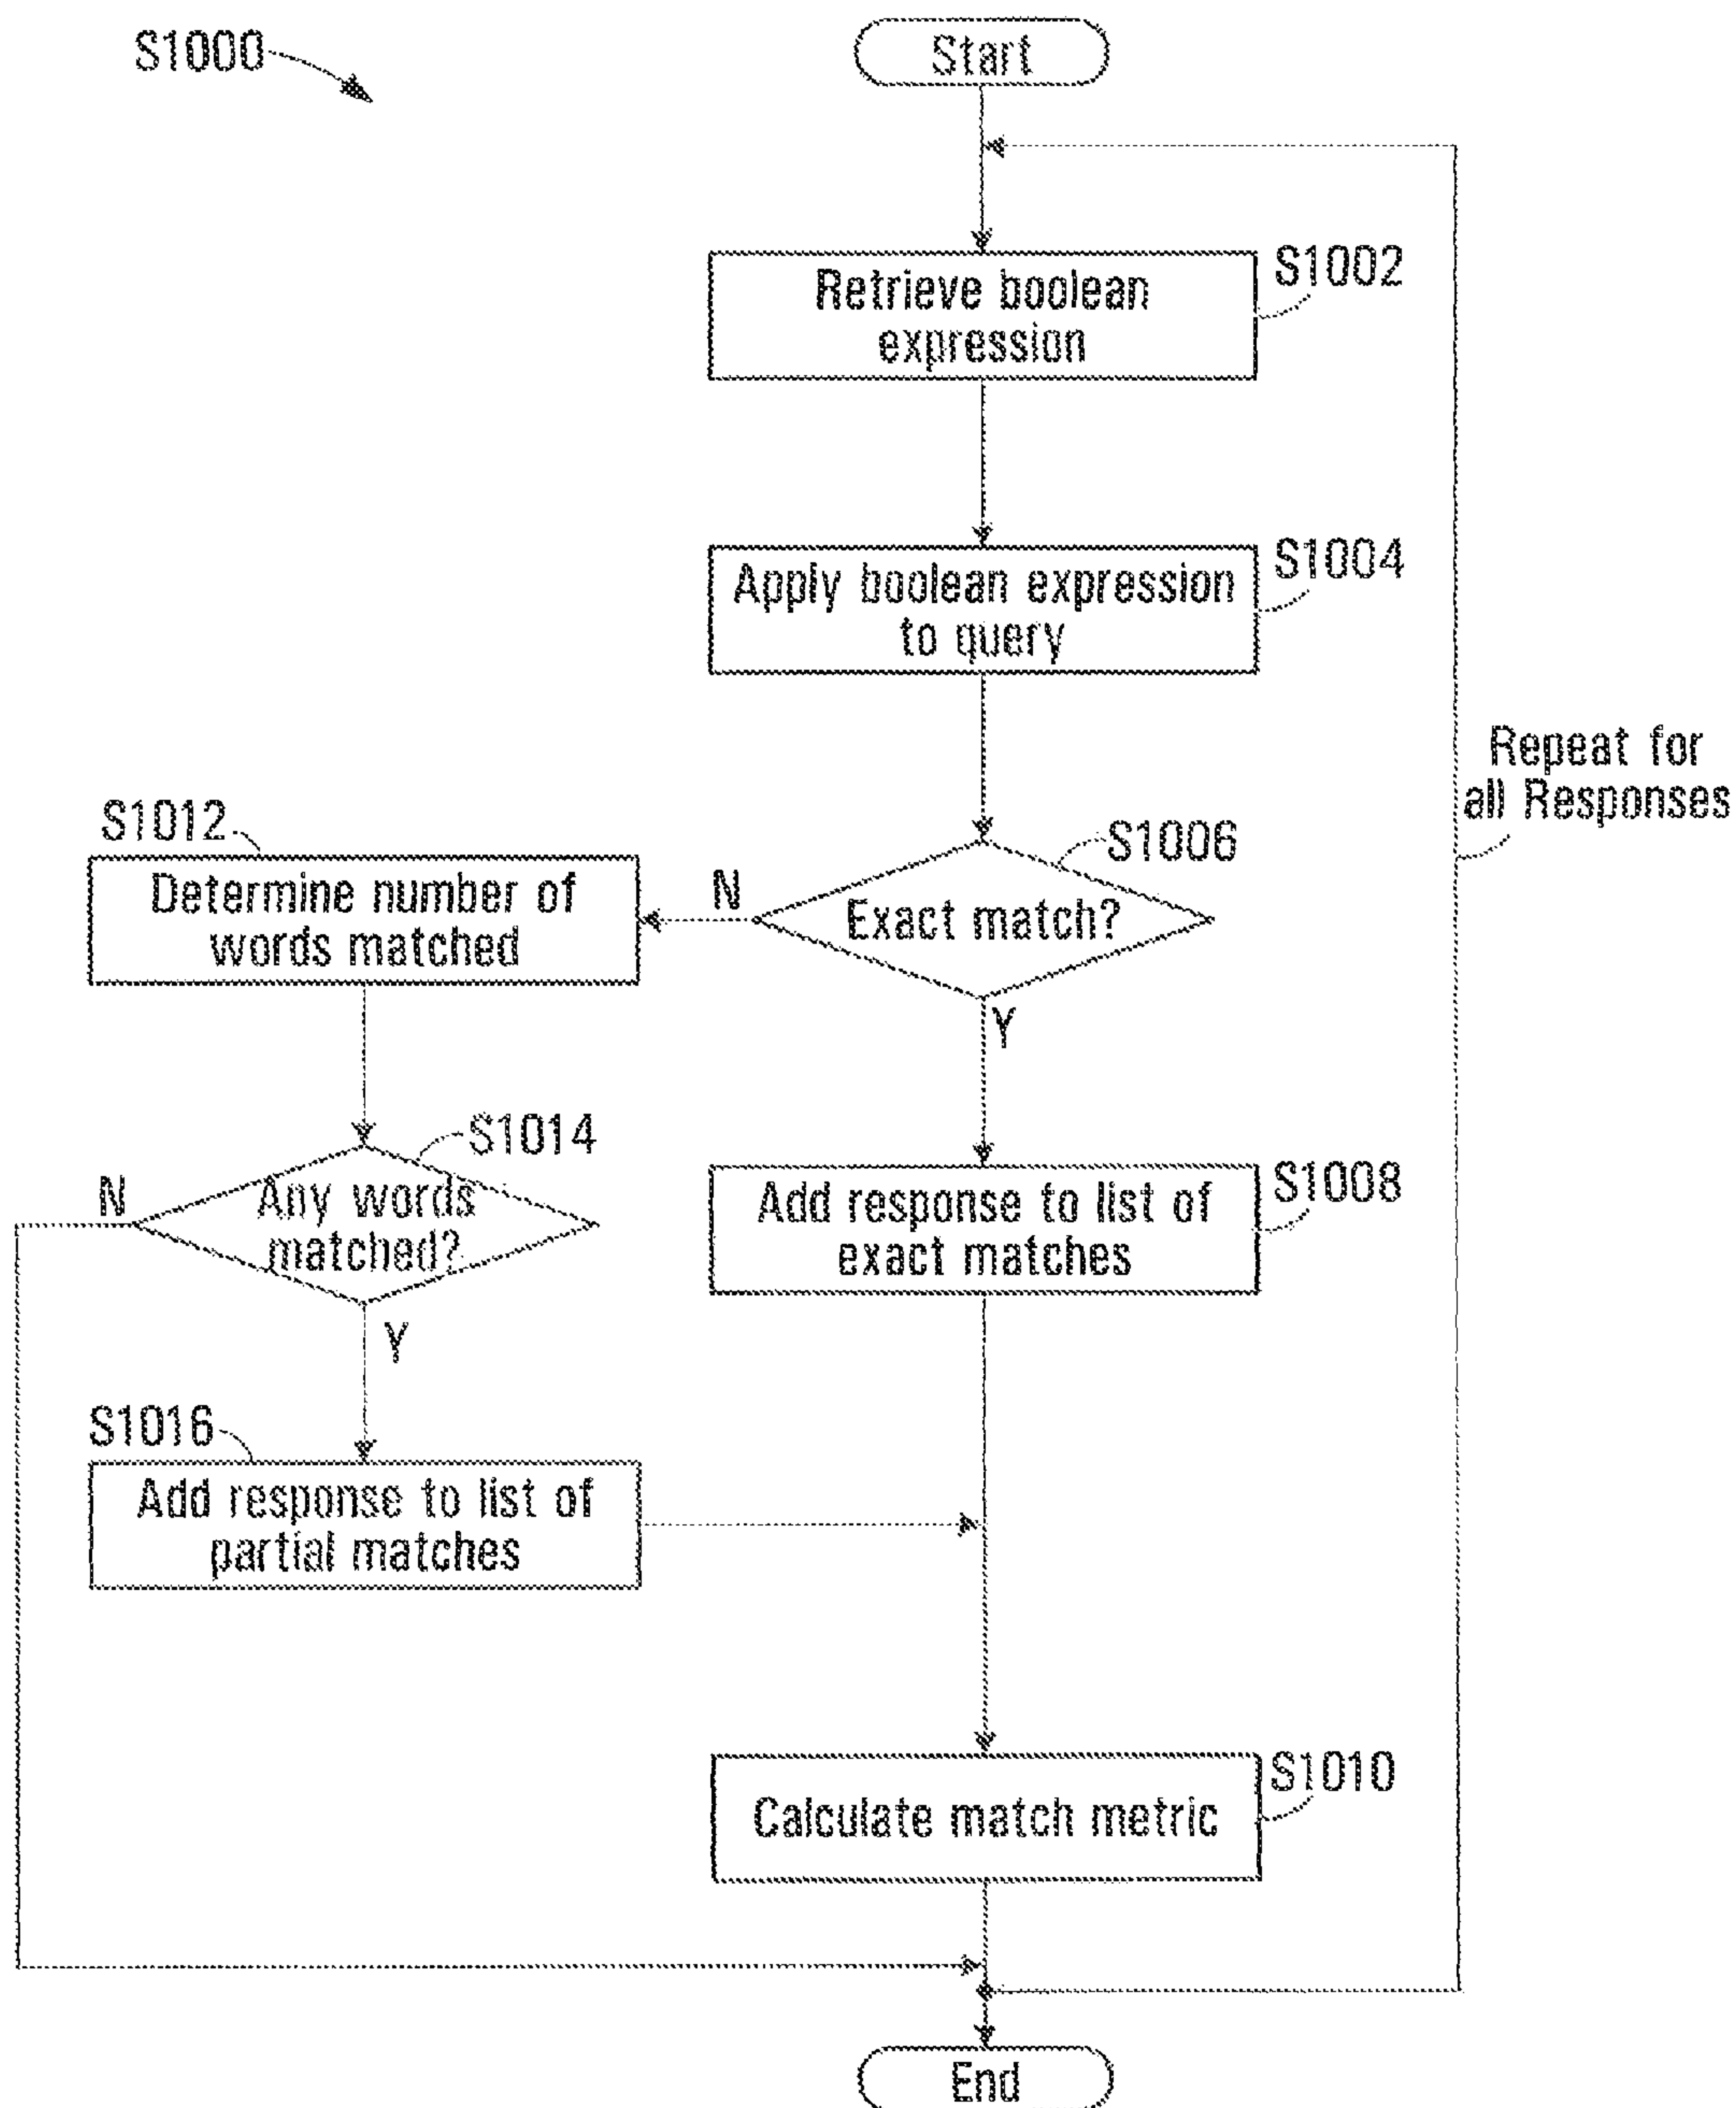 S1000
Start
Retrieve boolean
expression
S1002
Apply boolean expression
to query
S1004
Repeat for
all Responses
S1012
Determine number of
words matched
N
S1006
Exact match?
Y
S1014
N
Any words
matched?
Y
Add response to list of
exact matches
S1008
S1016
Add response to list of
partial matches
Calculate match metric
S1010
End